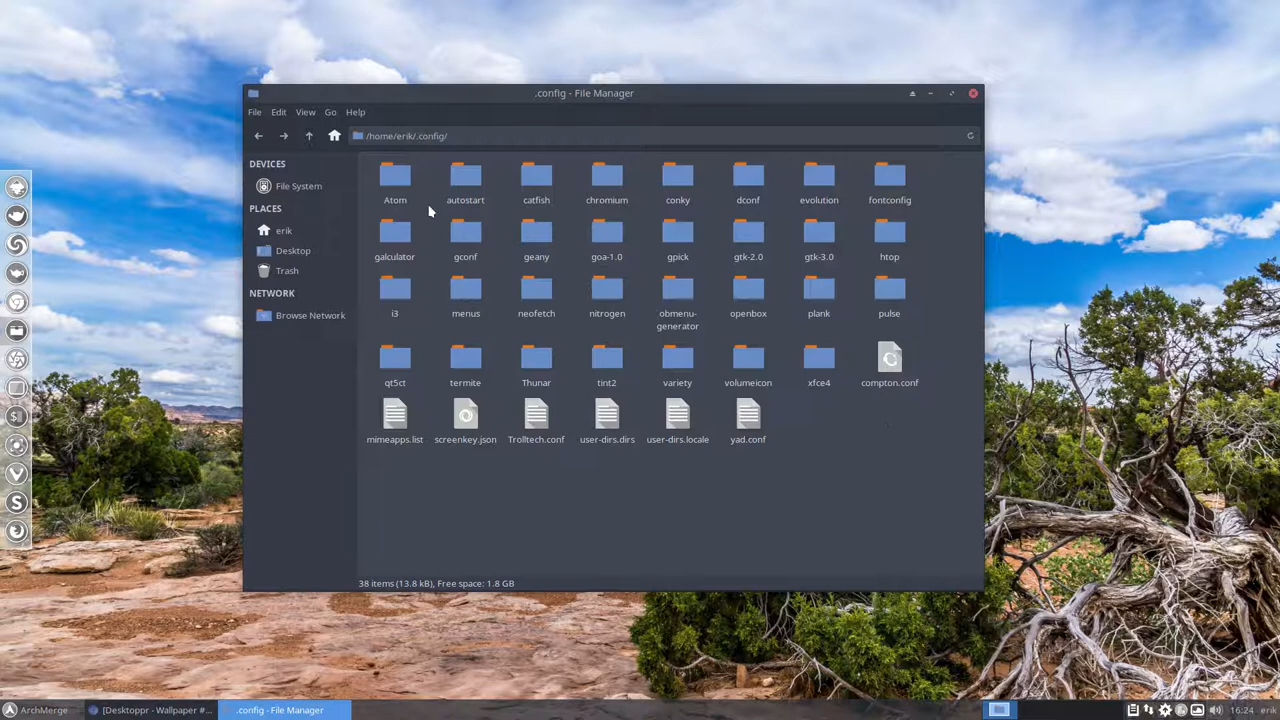 .config - File Manager
File Edit View Go Help
/home/erik/.config/
DEVICES
File System
PLACES
erik
Desktop
Trash
NETWORK
Browse Network
Atom autostart catfish chromium conky dconf evolution fontconfig
galculator gconf geany goa-1.0 gpick gtk-2.0 gtk-3.0 htop
i3 menus neofetch nitrogen obmenu-generator openbox plank pulse
qt5ct termite Thunar tint2 variety volumeicon xfce4 compton.conf
mimeapps.list screenkey.json Trolltech.conf user-dirs.dirs user-dirs.locale yad.conf
38 items (13.8 kB), Free space: 1.8 GB
ArchMerge [Desktoppr - Wallpaper #... .config - File Manager 16:24 erik